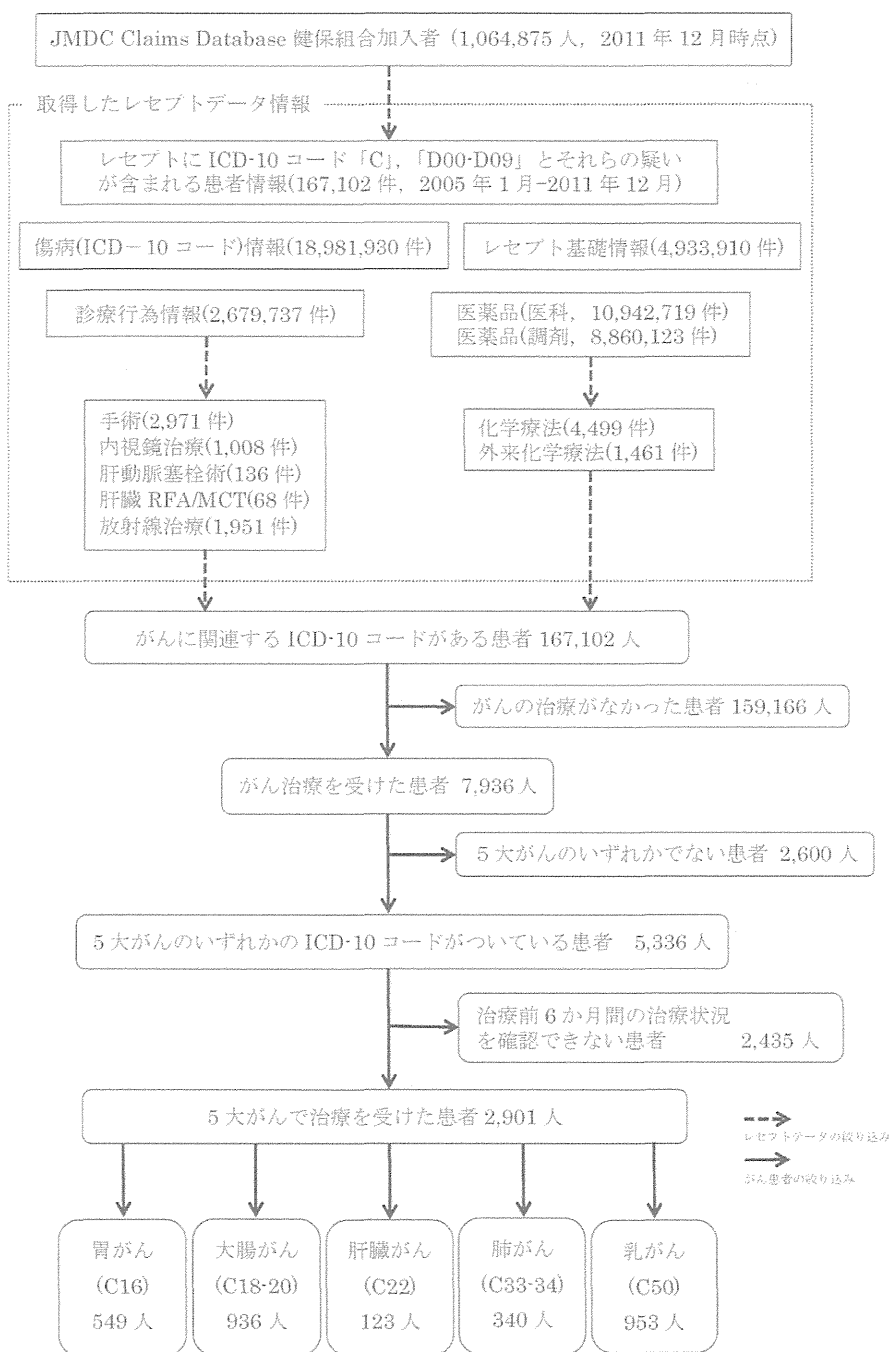 JMDC Claims Database 健保組合加入者 (1,064,875 人, 2011 年 12 月時点)
取得したレセプトデータ情報
レセプトに ICD-10 コード「C」, 「D00-D09」とそれらの疑い
が含まれる患者情報(167,102 件, 2005 年 1 月-2011 年 12 月)
傷病(ICD-10 コード)情報(18,981,930 件)
レセプト基礎情報(4,933,910 件)
診療行為情報(2,679,737 件)
医薬品(医科, 10,942,719 件)
医薬品(調剤, 8,860,123 件)
手術(2,971 件)
内視鏡治療(1,008 件)
肝動脈塞栓術(136 件)
肝臓 RFA/MCT(68 件)
放射線治療(1,951 件)
化学療法(4,499 件)
外来化学療法(1,461 件)
がんに関連する ICD-10 コードがある患者 167,102 人
がんの治療がなかった患者 159,166 人
がん治療を受けた患者 7,936 人
5 大がんのいずれかでない患者 2,600 人
5 大がんのいずれかの ICD-10 コードがついている患者 5,336 人
治療前 6 か月間の治療状況
を確認できない患者 2,435 人
5 大がんで治療を受けた患者 2,901 人
レセプトデータの絞り込み
がん患者の絞り込み
胃がん
(C16)
549 人
大腸がん
(C18-20)
936 人
肝臓がん
(C22)
123 人
肺がん
(C33-34)
340 人
乳がん
(C50)
953 人